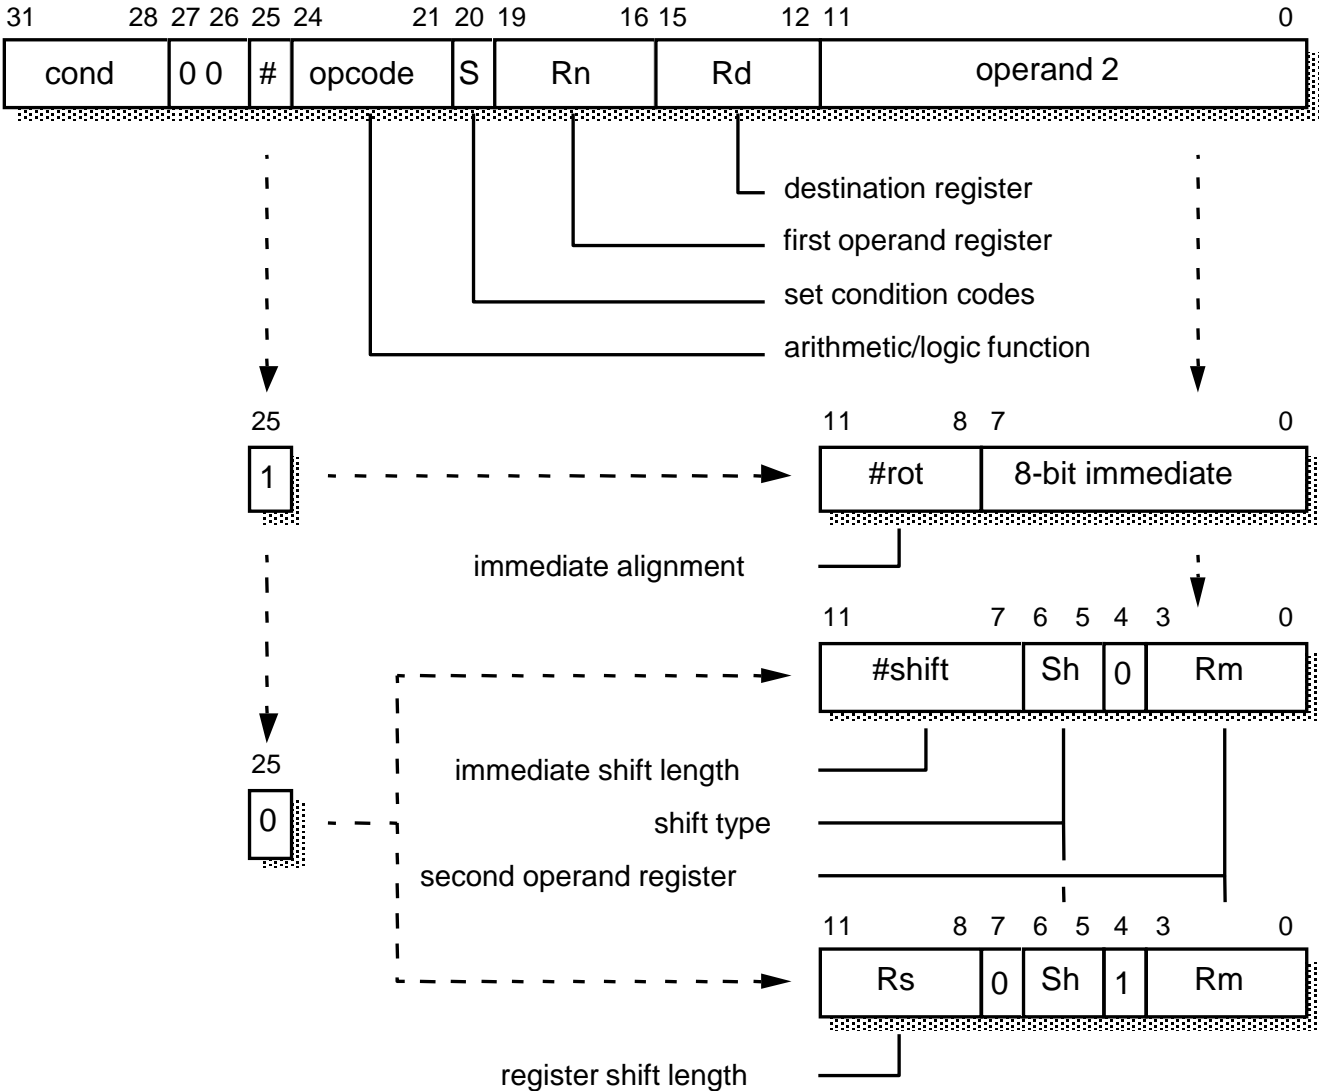 31 28 27 26 25 24 21 20 19 16 15 12 11 0
cond 0 0 # opcode S Rn Rd operand 2
destination register
first operand register
set condition codes
arithmetic/logic function
25 11 8 7 0
1 #rot 8-bit immediate
immediate alignment
11 7 6 5 4 3 0
#shift Sh 0 Rm
25
immediate shift length
0
shift type
second operand register
11 8 7 6 5 4 3 0
Rs 0 Sh 1 Rm
register shift length